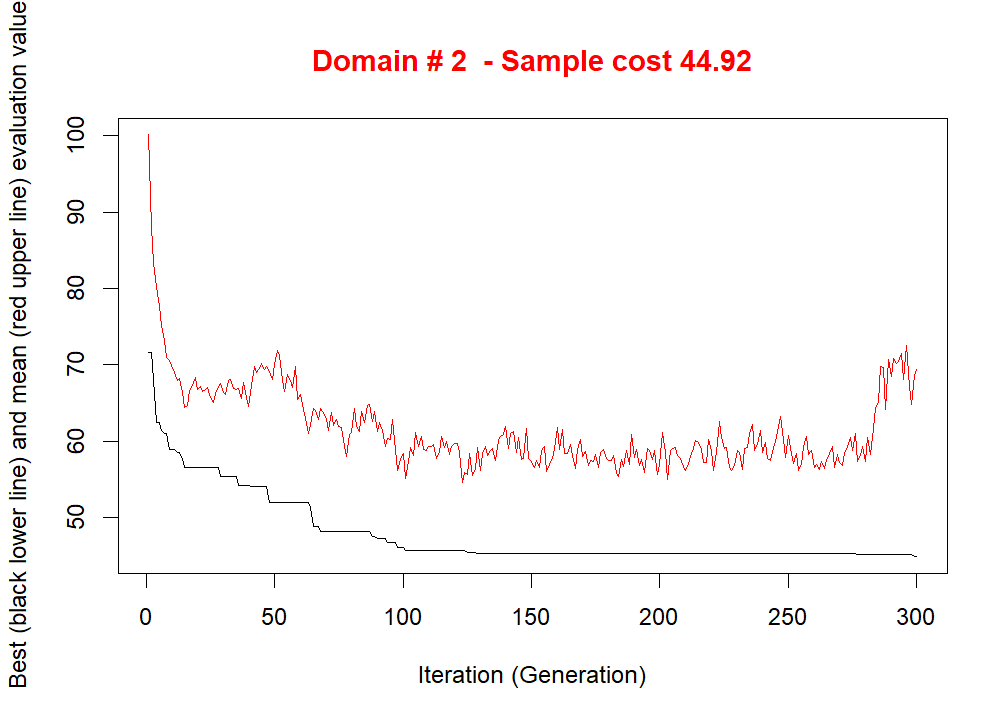 Domain # 2 - Sample cost 44.92
Best (black lower line) and mean (red upper line) evaluation value
100
90
80
70
60
50
0 50 100 150 200 250 300
Iteration (Generation)